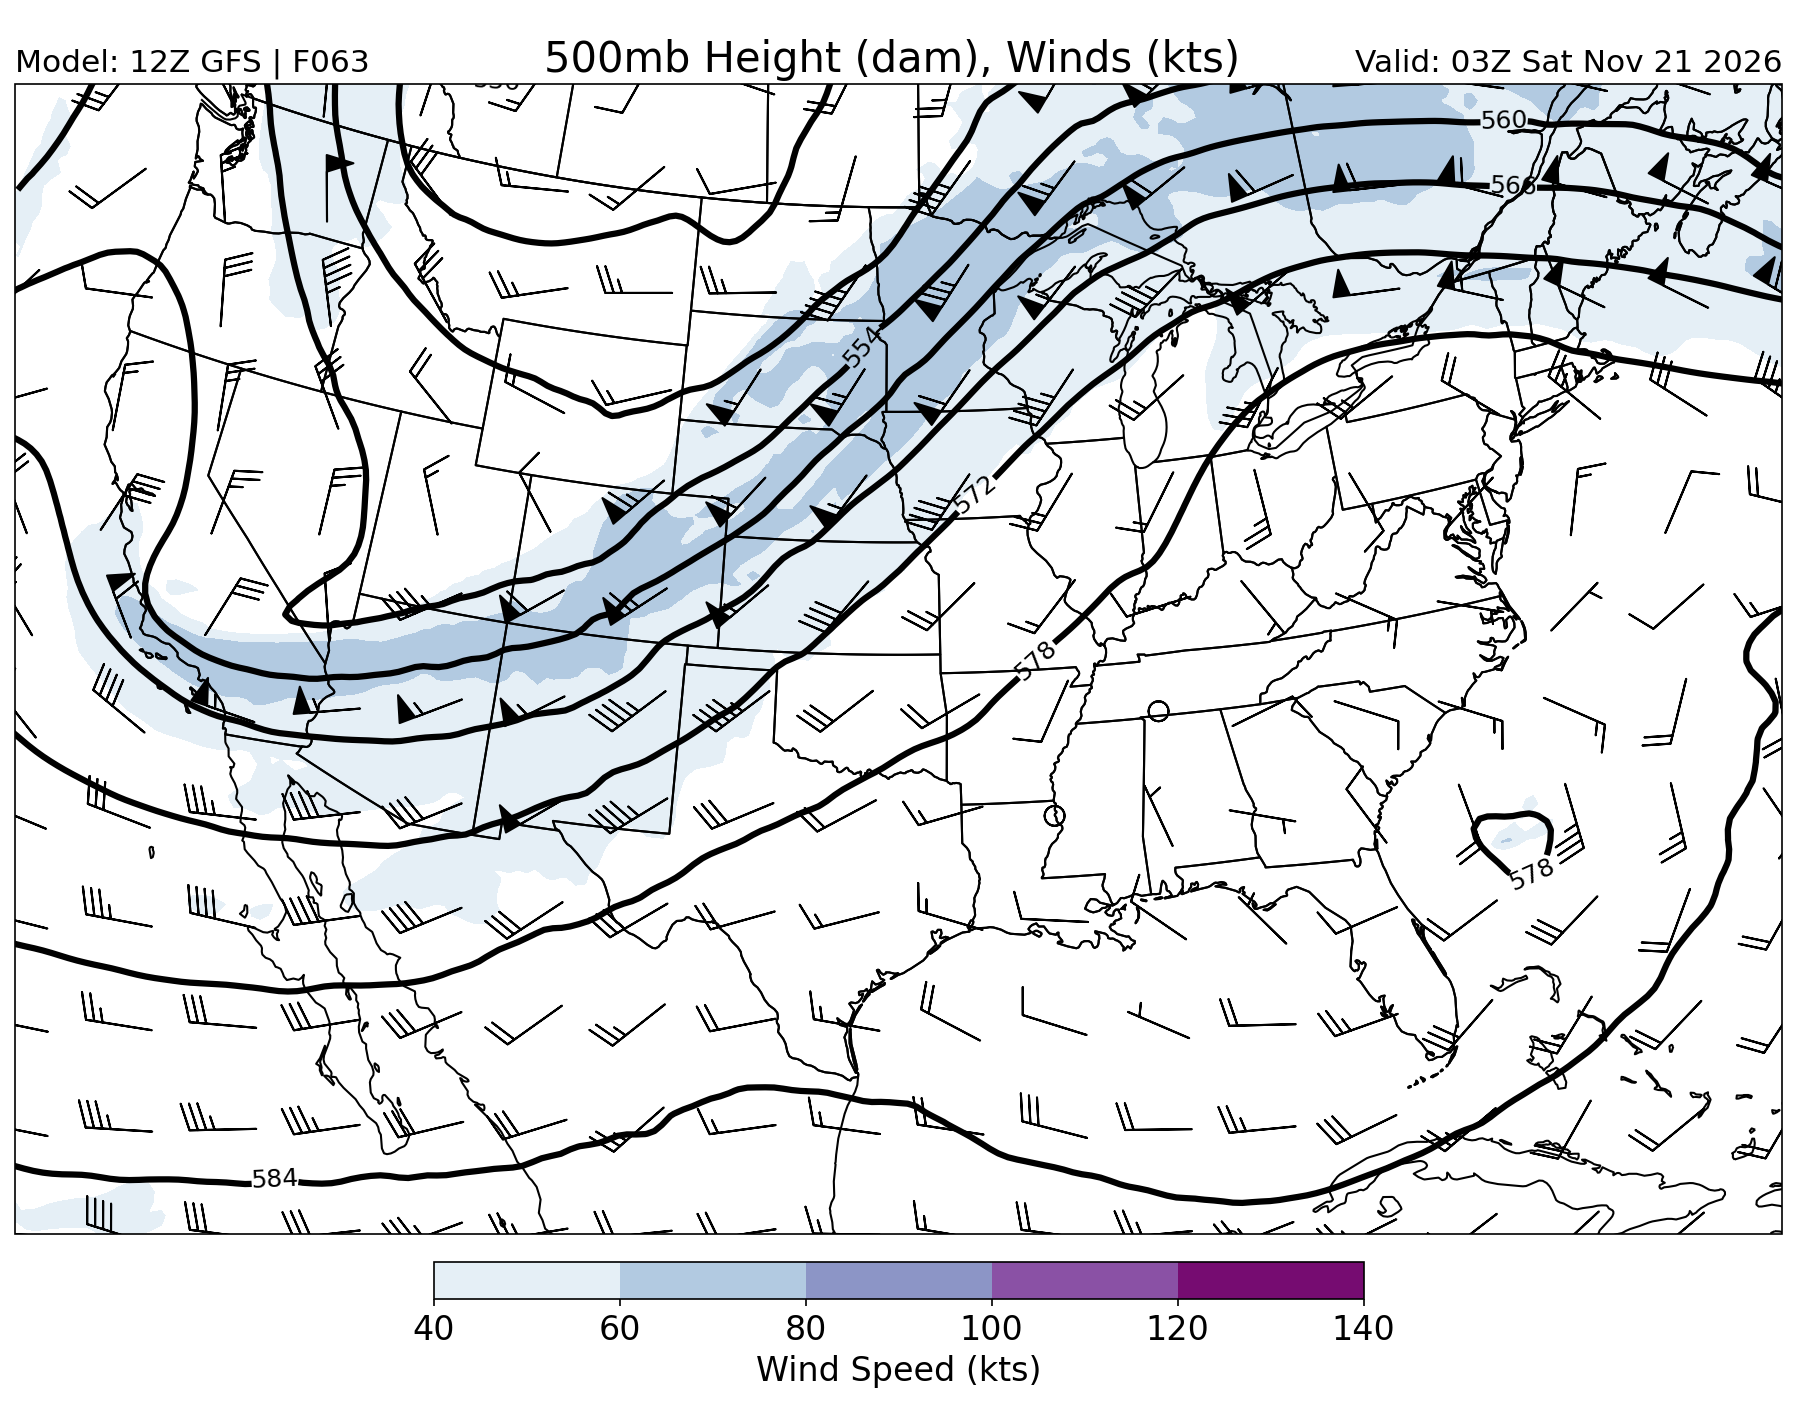 Model: 12Z GFS | F063
500mb Height (dam), Winds (kts)
Valid: 03Z Sat Nov 21 2026
560
566
554
572
578
578
584
40 60 80 100 120 140
Wind Speed (kts)